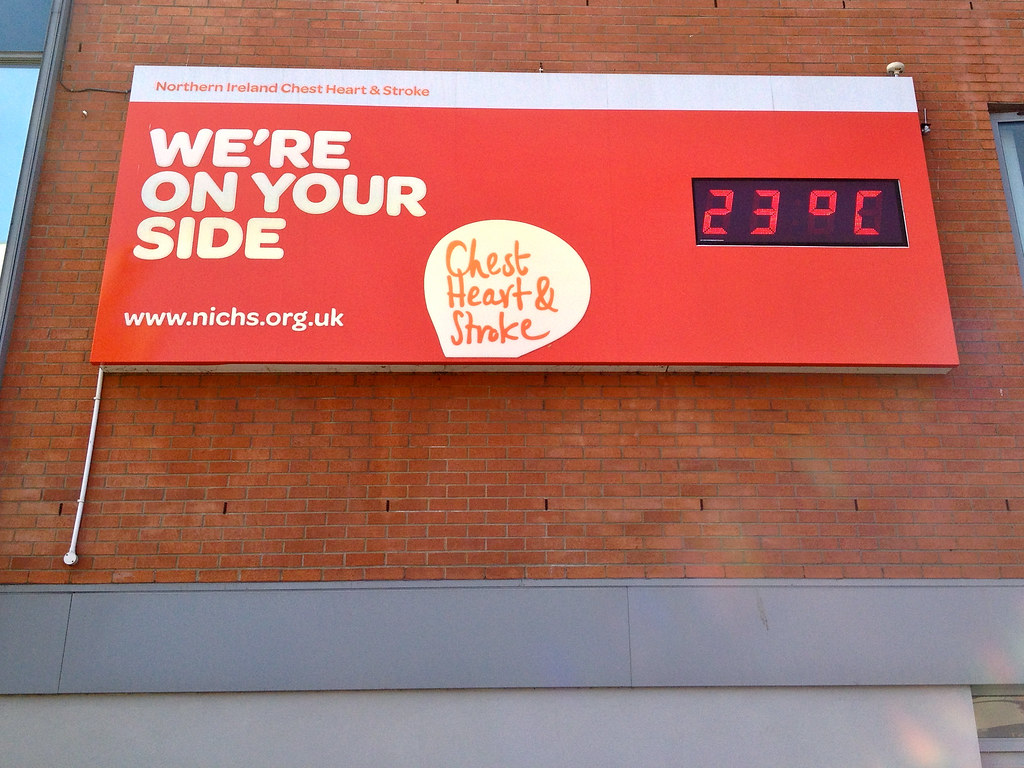 Northern Ireland Chest Heart & Stroke
WE'RE
ON YOUR
SIDE
www.nichs.org.uk
Chest
Heart &
Stroke
23°C